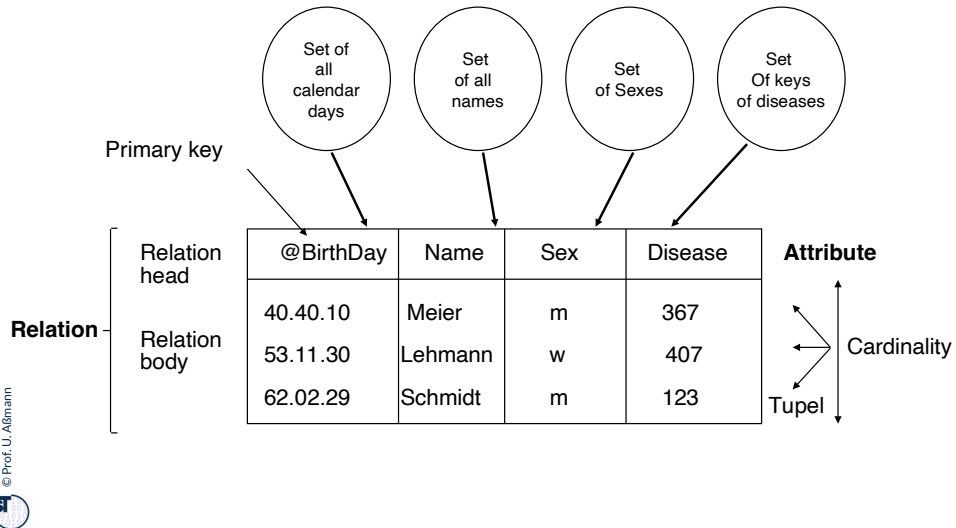 Set of
all
calendar
days
Set
of all
names
Set
of Sexes
Set
Of keys
of diseases
Primary key
Relation
Relation
head
@BirthDay Name Sex Disease
Attribute
Relation
body
40.40.10 Meier m 367
53.11.30 Lehmann w 407
62.02.29 Schmidt m 123
Cardinality
Tupel
© Prof. U. Aßmann